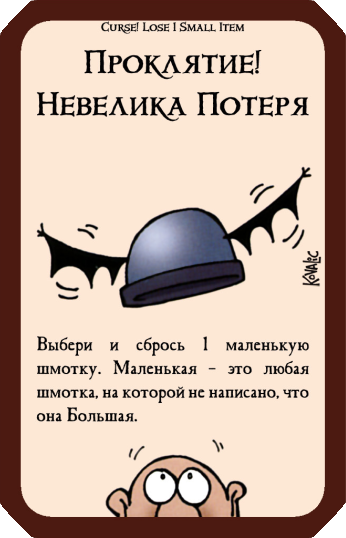 Curse! Lose 1 Small Item
Проклятие!
Невелика Потеря
Kovalic
Выбери и сбрось 1 маленькую
шмотку. Маленькая – это любая
шмотка, на которой не написано, что
она Большая.